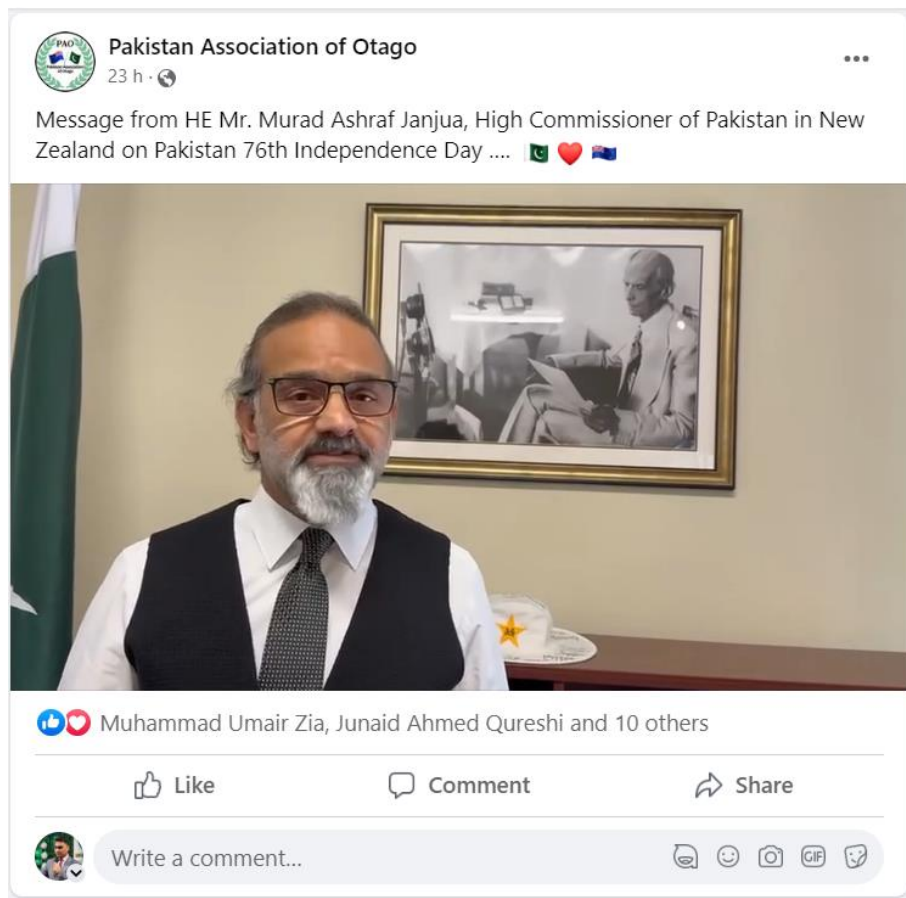 PAO
Pakistan Association of Otago
23 h ·
Message from HE Mr. Murad Ashraf Janjua, High Commissioner of Pakistan in New
Zealand on Pakistan 76th Independence Day ....
Muhammad Umair Zia, Junaid Ahmed Qureshi and 10 others
Like
Comment
Share
Write a comment...
GIF